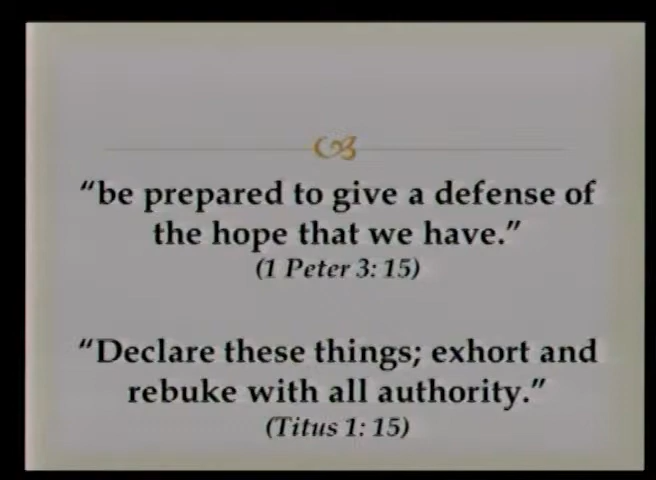 “be prepared to give a defense of
the hope that we have.”
(1 Peter 3: 15)
“Declare these things; exhort and
rebuke with all authority.”
(Titus 1: 15)